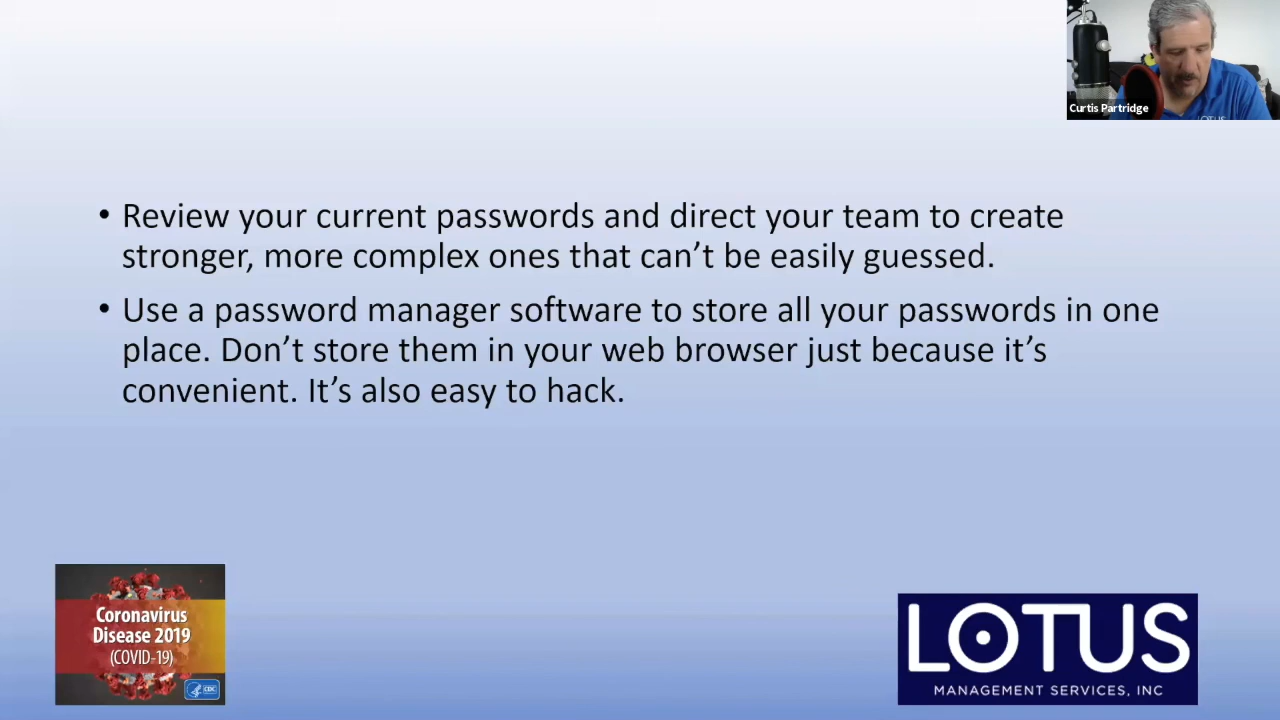 Curtis Partridge
LOTUS
• Review your current passwords and direct your team to create
stronger, more complex ones that can’t be easily guessed.
• Use a password manager software to store all your passwords in one
place. Don’t store them in your web browser just because it’s
convenient. It’s also easy to hack.
Coronavirus
Disease 2019
(COVID-19)
CDC
LOTUS
MANAGEMENT SERVICES, INC